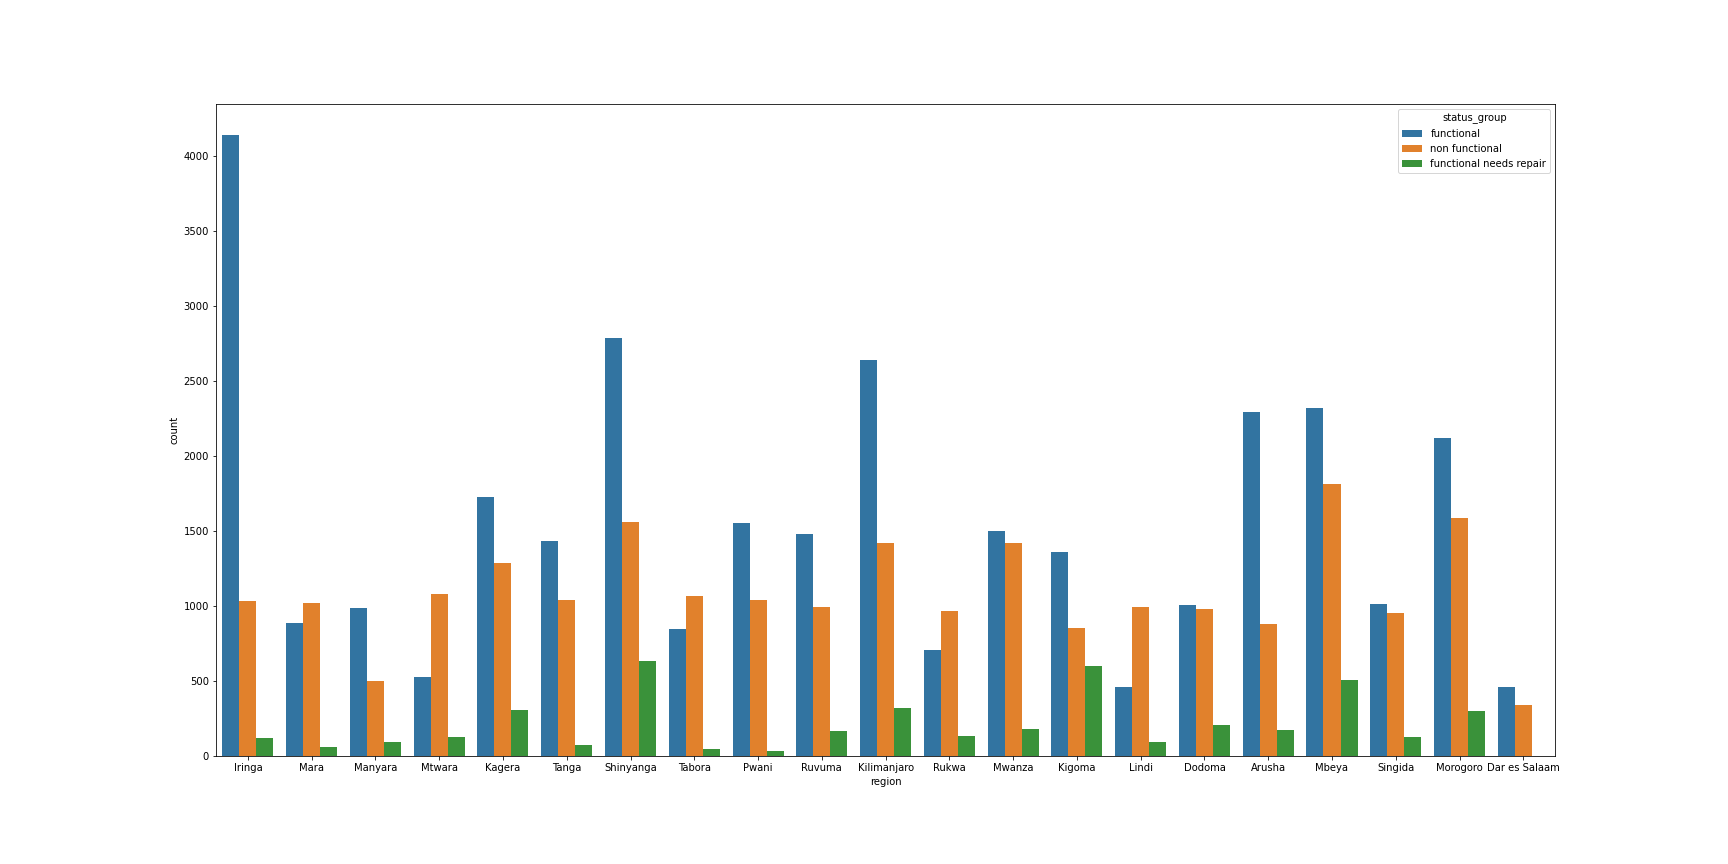 status_group
functional
non functional
functional needs repair
4000
3500
3000
2500
2000
1500
1000
500
0
count
Iringa Mara Manyara Mtwara Kagera Tanga Shinyanga Tabora Pwani Ruvuma Kilimanjaro Rukwa Mwanza Kigoma Lindi Dodoma Arusha Mbeya Singida Morogoro Dar es Salaam
region